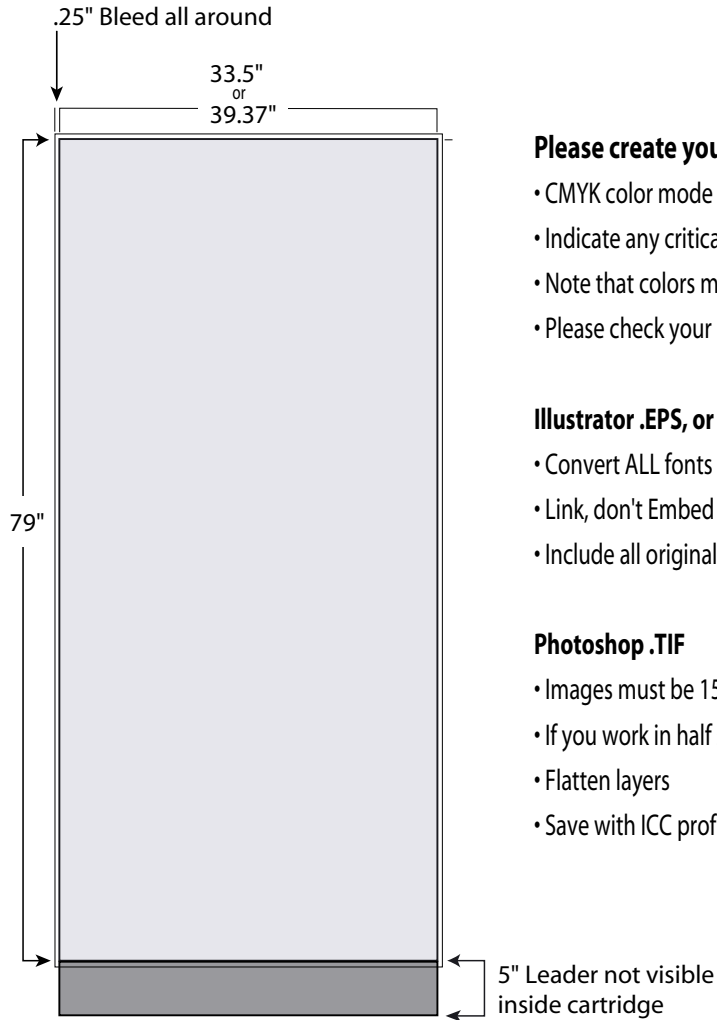 .25" Bleed all around
33.5"
or
39.37"
79"
Please create you
• CMYK color mode
• Indicate any critica
• Note that colors m
• Please check your
Illustrator .EPS, or
• Convert ALL fonts
• Link, don't Embed
• Include all original
Photoshop .TIF
• Images must be 15
• If you work in half
• Flatten layers
• Save with ICC prof
5" Leader not visible
inside cartridge